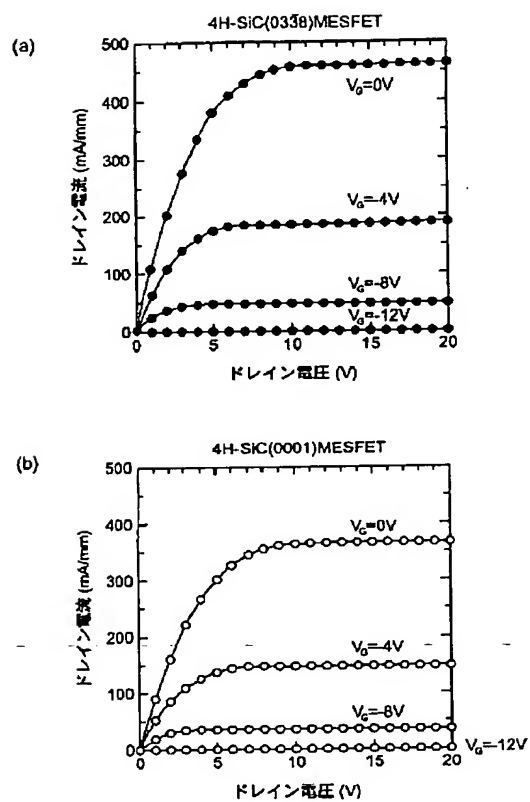 4H-SiC(033̄8)MESFET
(a)
500
400
300
200
100
0
ドレイン電流 (mA/mm)
V_G=0V
V_G=-4V
V_G=-8V
V_G=-12V
0 5 10 15 20
ドレイン電圧 (V)
4H-SiC(0001)MESFET
(b)
500
400
300
200
100
0
ドレイン電流 (mA/mm)
V_G=0V
V_G=-4V
V_G=-8V
V_G=-12V
0 5 10 15 20
ドレイン電圧 (V)